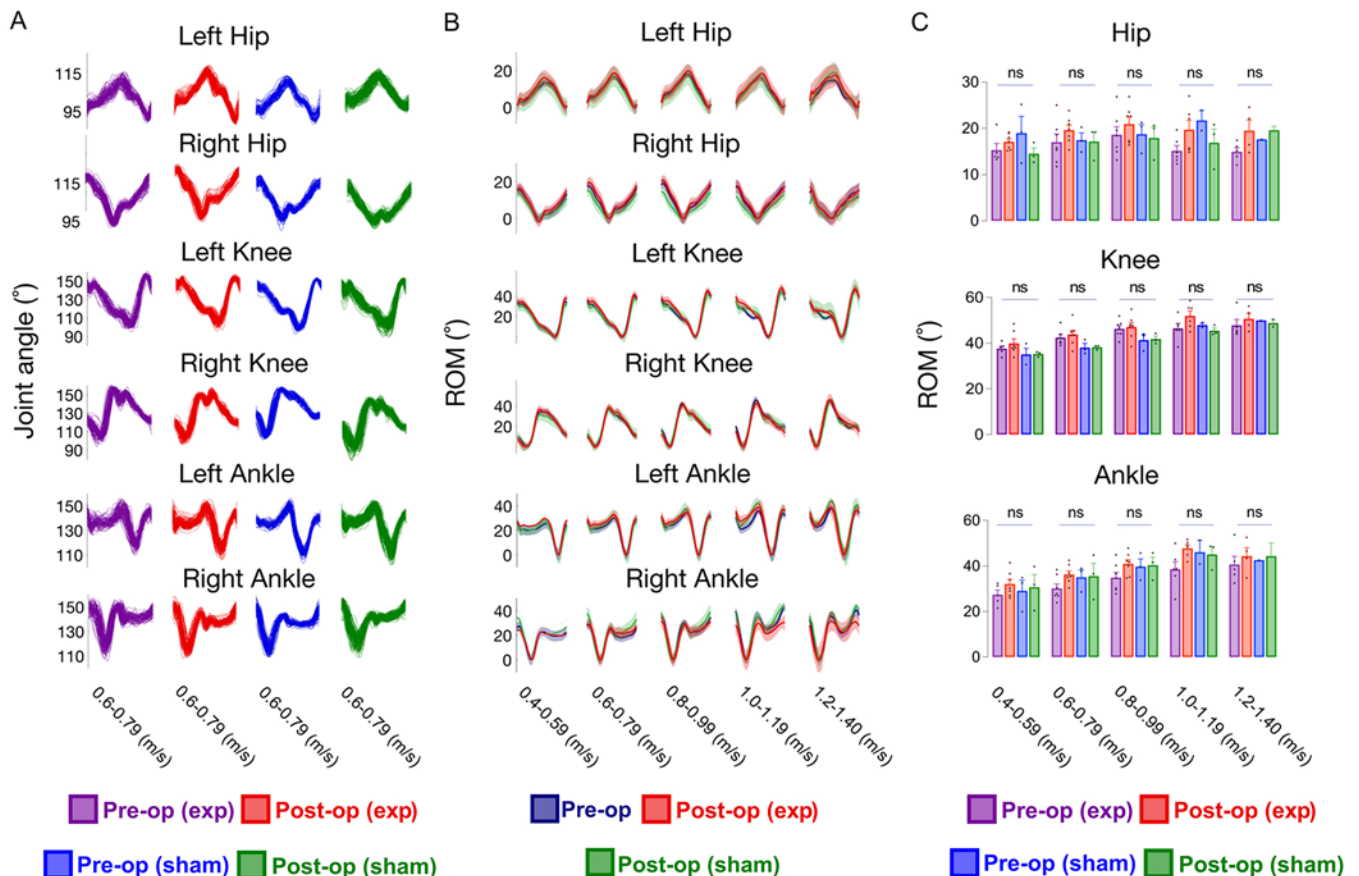 A
Left Hip
115
95
Right Hip
115
95
Left Knee
150
130
110
90
Right Knee
150
130
110
90
Left Ankle
150
130
110
Right Ankle
150
130
110
Joint angle (°)
0.6-0.79 (m/s)
0.6-0.79 (m/s)
0.6-0.79 (m/s)
0.6-0.79 (m/s)
Pre-op (exp)
Post-op (exp)
Pre-op (sham)
Post-op (sham)
B
Left Hip
20
0
Right Hip
20
0
Left Knee
40
20
Right Knee
40
20
Left Ankle
40
20
0
Right Ankle
40
20
0
ROM (°)
0.4-0.59 (m/s)
0.6-0.79 (m/s)
0.8-0.99 (m/s)
1.0-1.19 (m/s)
1.2-1.40 (m/s)
Pre-op
Post-op (exp)
Post-op (sham)
C
Hip
30
20
10
0
ns ns ns ns ns
Knee
60
40
20
0
ns ns ns ns ns
Ankle
60
40
20
0
ns ns ns ns ns
ROM (°)
0.4-0.59 (m/s)
0.6-0.79 (m/s)
0.8-0.99 (m/s)
1.0-1.19 (m/s)
1.2-1.40 (m/s)
Pre-op (exp)
Post-op (exp)
Pre-op (sham)
Post-op (sham)